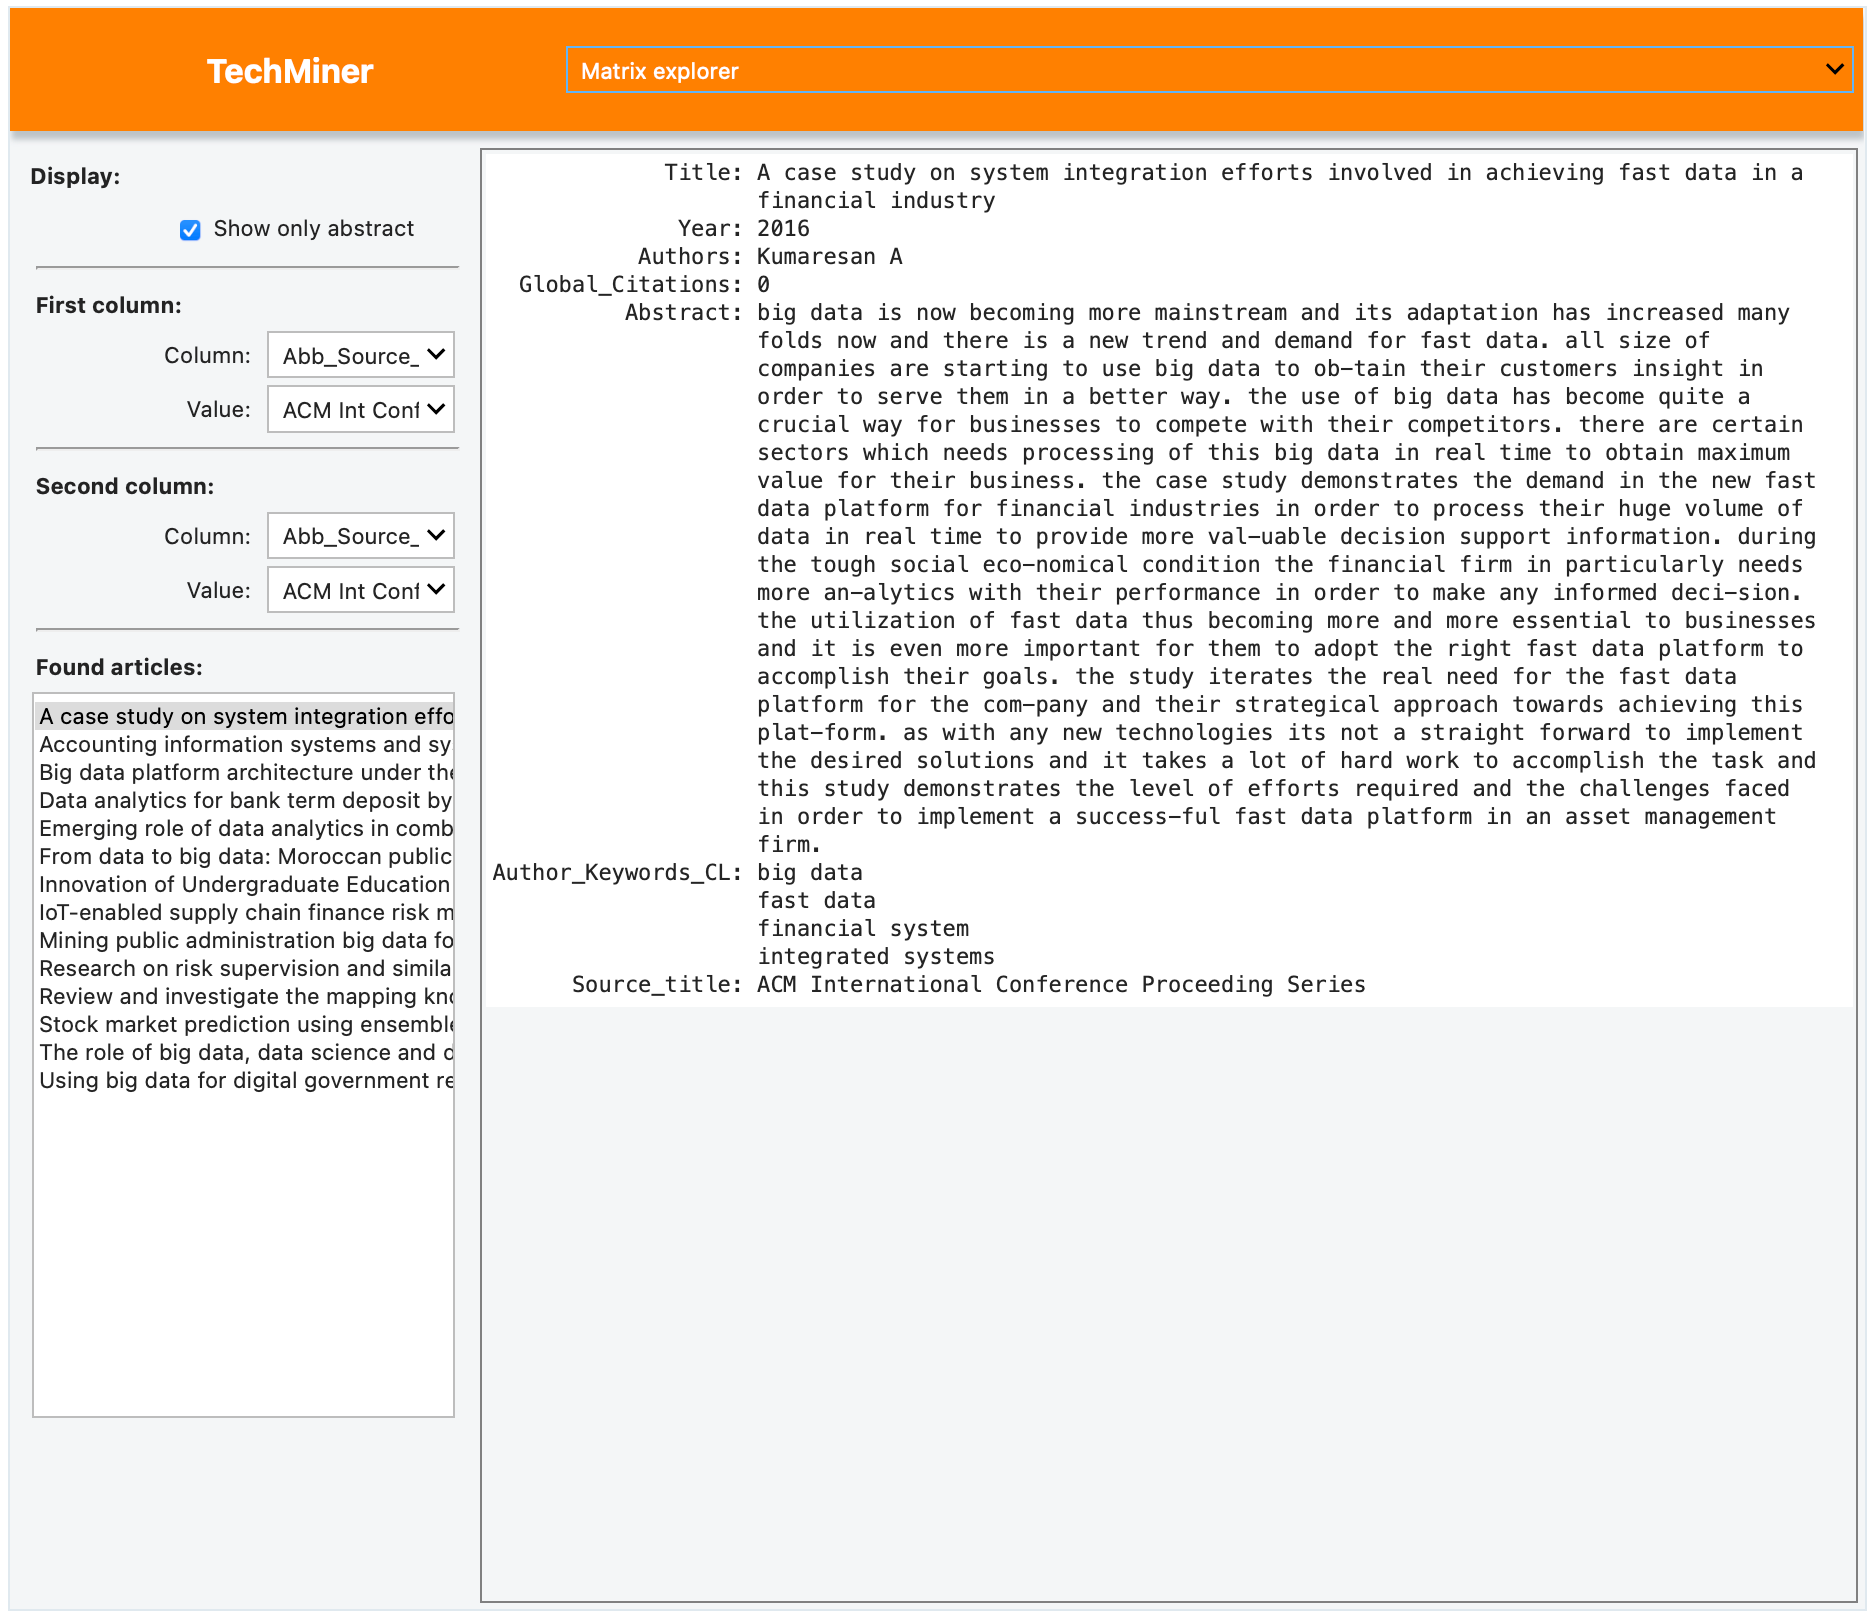 TechMiner
Matrix explorer
Display:
Show only abstract
First column:
Column: Abb_Source_
Value: ACM Int Conf
Second column:
Column: Abb_Source_
Value: ACM Int Conf
Found articles:
A case study on system integration effo
Accounting information systems and sy
Big data platform architecture under the
Data analytics for bank term deposit by
Emerging role of data analytics in comb
From data to big data: Moroccan public
Innovation of Undergraduate Education
IoT-enabled supply chain finance risk m
Mining public administration big data fo
Research on risk supervision and simila
Review and investigate the mapping kno
Stock market prediction using ensemble
The role of big data, data science and d
Using big data for digital government re
Title: A case study on system integration efforts involved in achieving fast data in a
financial industry
Year: 2016
Authors: Kumaresan A
Global_Citations: 0
Abstract: big data is now becoming more mainstream and its adaptation has increased many
folds now and there is a new trend and demand for fast data. all size of
companies are starting to use big data to ob-tain their customers insight in
order to serve them in a better way. the use of big data has become quite a
crucial way for businesses to compete with their competitors. there are certain
sectors which needs processing of this big data in real time to obtain maximum
value for their business. the case study demonstrates the demand in the new fast
data platform for financial industries in order to process their huge volume of
data in real time to provide more val-uable decision support information. during
the tough social eco-nomical condition the financial firm in particularly needs
more an-alytics with their performance in order to make any informed deci-sion.
the utilization of fast data thus becoming more and more essential to businesses
and it is even more important for them to adopt the right fast data platform to
accomplish their goals. the study iterates the real need for the fast data
platform for the com-pany and their strategical approach towards achieving this
plat-form. as with any new technologies its not a straight forward to implement
the desired solutions and it takes a lot of hard work to accomplish the task and
this study demonstrates the level of efforts required and the challenges faced
in order to implement a success-ful fast data platform in an asset management
firm.
Author_Keywords_CL: big data
fast data
financial system
integrated systems
Source_title: ACM International Conference Proceeding Series